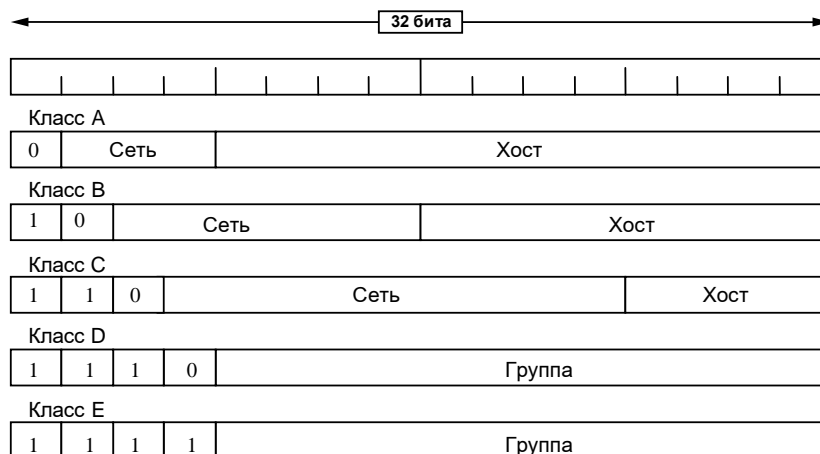 32 бита
Класс A
0 Сеть Хост
Класс B
1 0 Сеть Хост
Класс C
1 1 0 Сеть Хост
Класс D
1 1 1 0 Группа
Класс E
1 1 1 1 Группа